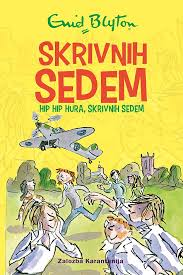 Enid Blyton
SKRIVNIH
SEDEM
HIP HIP HURA, SKRIVNIH SEDEM
Založba Karantanija